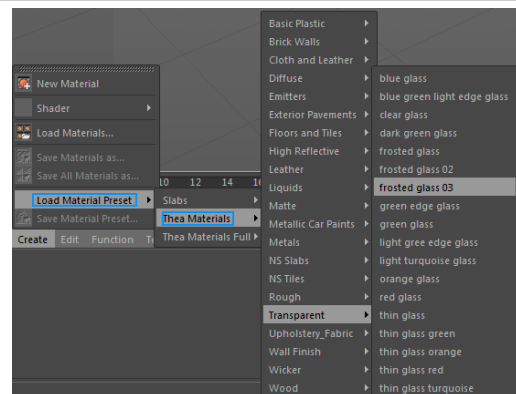 New Material
Shader
Load Materials...
Save Materials as...
Save All Materials as...
Load Material Preset
Save Material Preset...
Create Edit Function
10 12 14
Slabs
Thea Materials
Thea Materials Full
Basic Plastic
Brick Walls
Cloth and Leather
Diffuse
Emitters
Exterior Pavements
Floors and Tiles
High Reflective
Leather
Liquids
Matte
Metallic Car Paints
Metals
NS Slabs
NS Tiles
Rough
Transparent
Upholstery_Fabric
Wall Finish
Wicker
Wood
blue glass
blue green light edge glass
clear glass
dark green glass
frosted glass
frosted glass 02
frosted glass 03
green edge glass
green glass
light gree edge glass
light turquoise glass
orange glass
red glass
thin glass
thin glass green
thin glass orange
thin glass red
thin glass turquoise